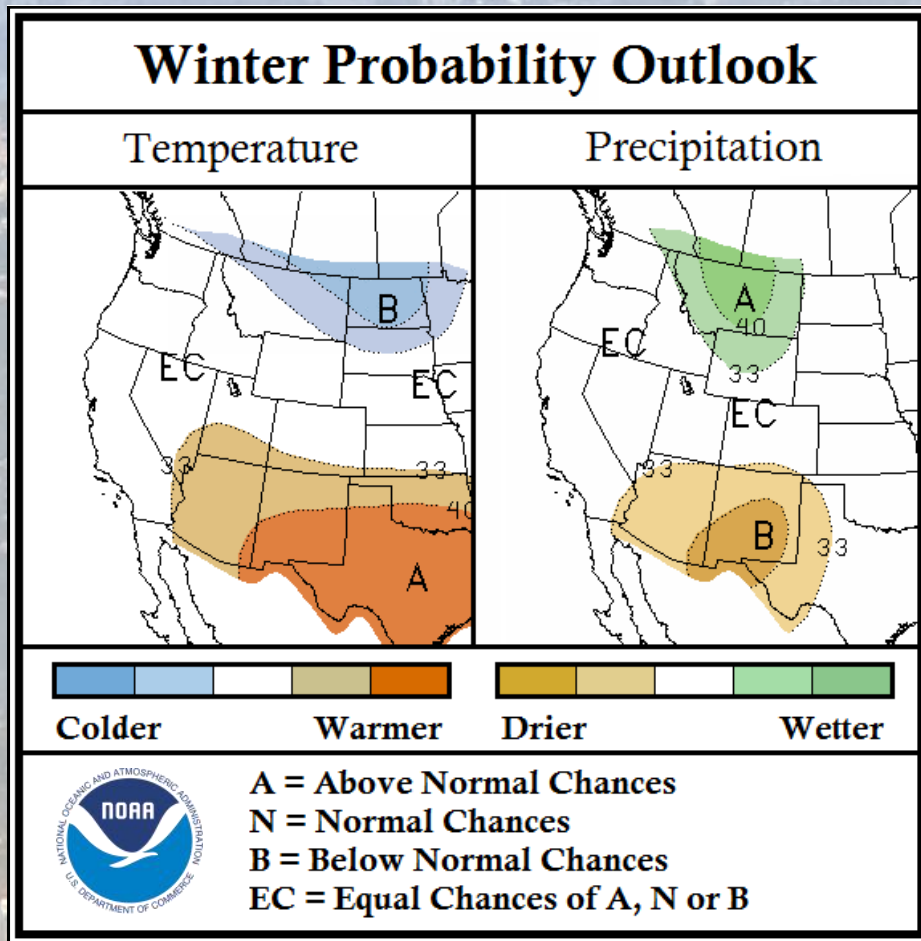 Winter Probability Outlook
Temperature
Precipitation
B
EC
EC
33
33
40
A
A
40
EC
33
EC
33
B
33
Colder
Warmer
Drier
Wetter
NATIONAL OCEANIC AND ATMOSPHERIC ADMINISTRATION
NOAA
U.S. DEPARTMENT OF COMMERCE
A = Above Normal Chances
N = Normal Chances
B = Below Normal Chances
EC = Equal Chances of A, N or B